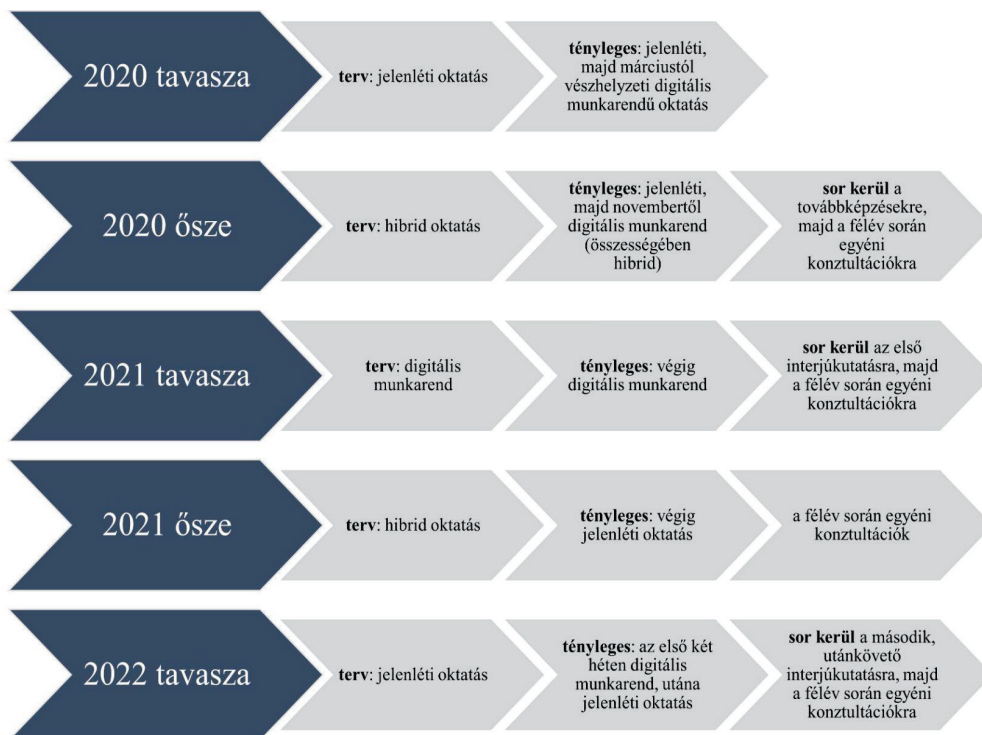 2020 tavasza
terv: jelenléti oktatás
tényleges: jelenléti,
majd márciustól
vészhelyzeti digitális
munkarendű oktatás
2020 ősze
terv: hibrid oktatás
tényleges: jelenléti,
majd novembertől
digitális munkarend
(összességében
hibrid)
sor kerül a
továbbképzésekre,
majd a félév során
egyéni
konztultációkra
2021 tavasza
terv: digitális
munkarend
tényleges: végig
digitális munkarend
sor kerül az első
interjúkutatásra, majd
a félév során egyéni
konztultációkra
2021 ősze
terv: hibrid oktatás
tényleges: végig
jelenléti oktatás
a félév során egyéni
konztultációk
2022 tavasza
terv: jelenléti oktatás
tényleges: az első két
héten digitális
munkarend, utána
jelenléti oktatás
sor kerül a második,
utánkövető
interjúkutatásra, majd
a félév során egyéni
konztultációkra